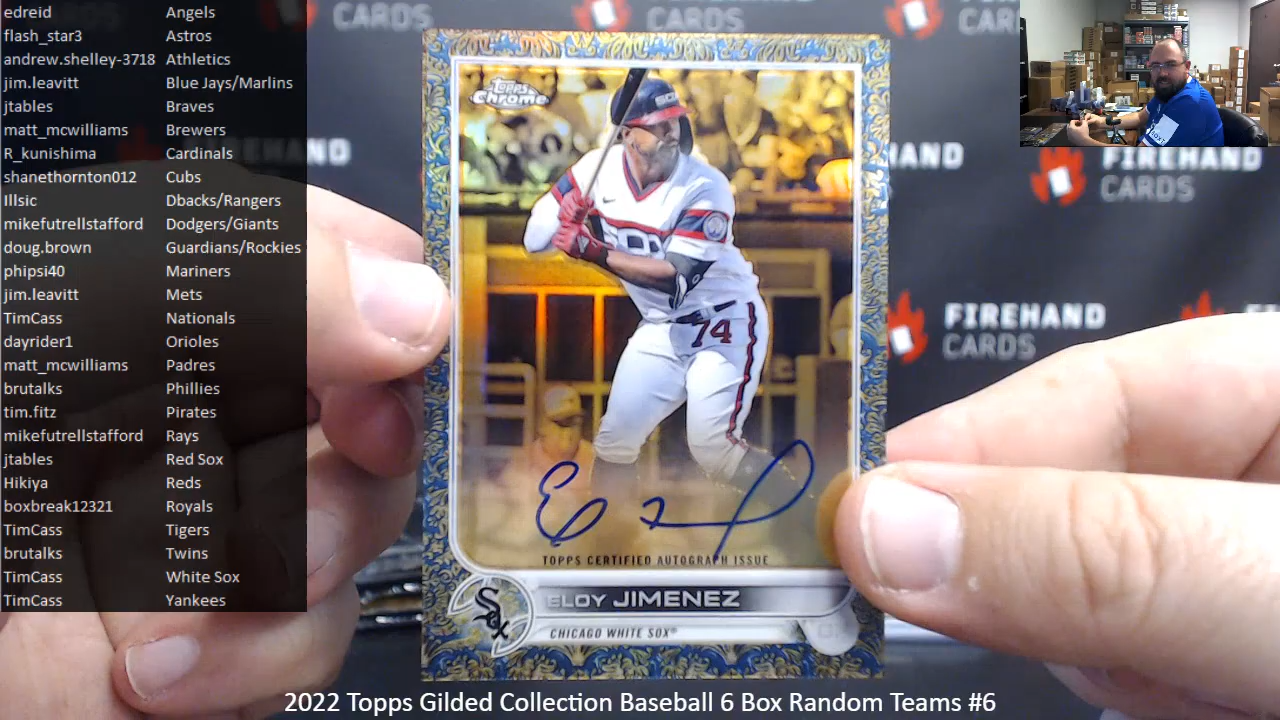 edreid Angels
flash_star3 Astros
andrew.shelley-3718 Athletics
jim.leavitt Blue Jays/Marlins
jtables Braves
matt_mcwilliams Brewers
R_kunishima Cardinals
shanethornton012 Cubs
Illsic Dbacks/Rangers
mikefutrellstafford Dodgers/Giants
doug.brown Guardians/Rockies
phipsi40 Mariners
jim.leavitt Mets
TimCass Nationals
dayrider1 Orioles
matt_mcwilliams Padres
brutalks Phillies
tim.fitz Pirates
mikefutrellstafford Rays
jtables Red Sox
Hikiya Reds
boxbreak12321 Royals
TimCass Tigers
brutalks Twins
TimCass White Sox
TimCass Yankees
FIREHAND
CARDS
CARDS
FIREHAND
CARDS
FIREHAND
CARDS
Topps
Chrome
SOX
74
TOPPS CERTIFIED AUTOGRAPH ISSUE
Sox
ELOY JIMENEZ
CHICAGO WHITE SOX®
2022 Topps Gilded Collection Baseball 6 Box Random Teams #6